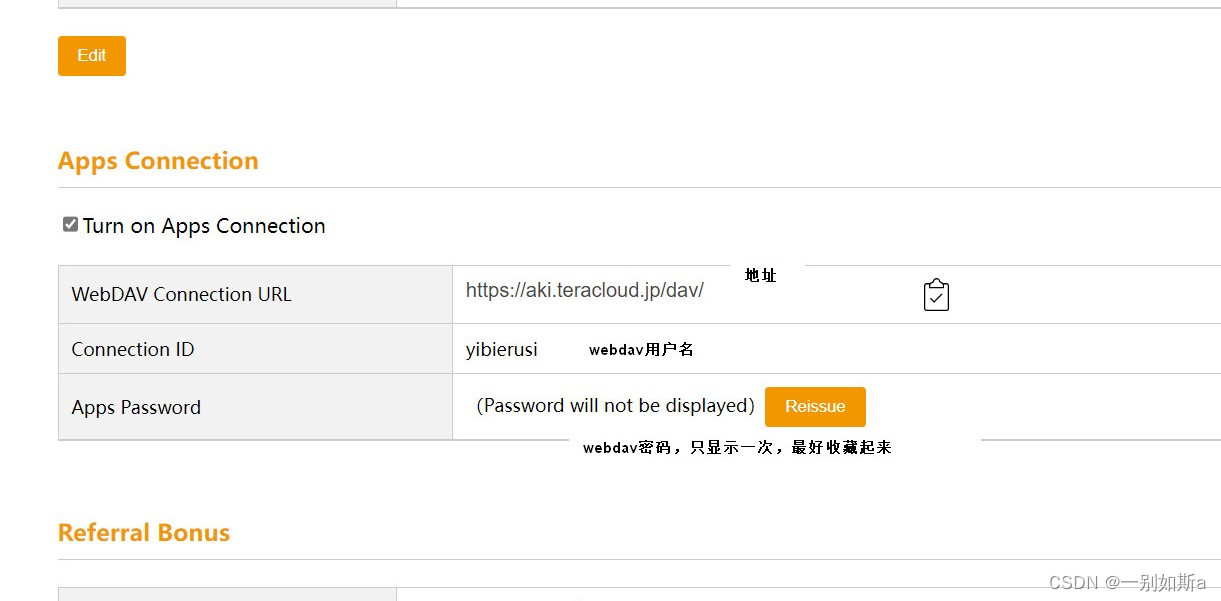 Edit
Apps Connection
Turn on Apps Connection
地址
WebDAV Connection URL https://aki.teracloud.jp/dav/
Connection ID yibierusi webdav用户名
Apps Password (Password will not be displayed) Reissue
webdav密码，只显示一次，最好收藏起来
Referral Bonus
CSDN @一别如斯a